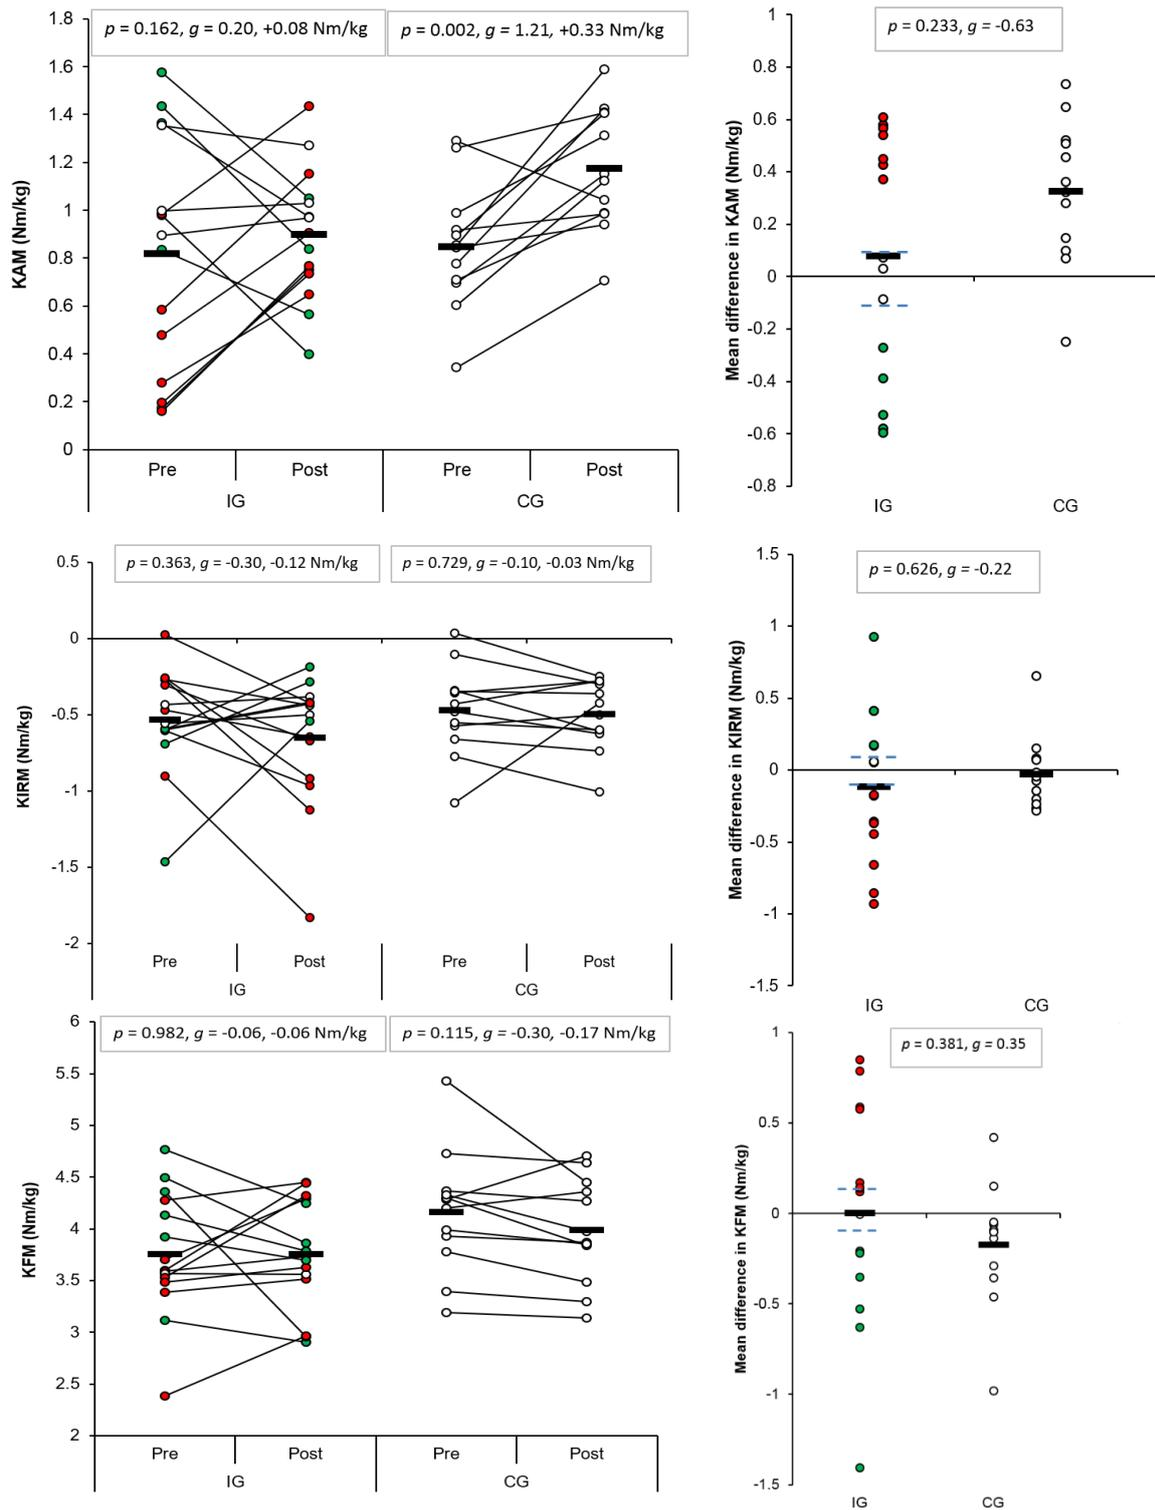 p = 0.162, g = 0.20, +0.08 Nm/kg
p = 0.002, g = 1.21, +0.33 Nm/kg
KAM (Nm/kg)
1.8
1.6
1.4
1.2
1
0.8
0.6
0.4
0.2
0
Pre
Post
Pre
Post
IG
CG
p = 0.233, g = -0.63
Mean difference in KAM (Nm/kg)
1
0.8
0.6
0.4
0.2
0
-0.2
-0.4
-0.6
-0.8
IG
CG
p = 0.363, g = -0.30, -0.12 Nm/kg
p = 0.729, g = -0.10, -0.03 Nm/kg
KIRM (Nm/kg)
0.5
0
-0.5
-1
-1.5
-2
Pre
Post
Pre
Post
IG
CG
p = 0.626, g = -0.22
Mean difference in KIRM (Nm/kg)
1.5
1
0.5
0
-0.5
-1
-1.5
IG
CG
p = 0.982, g = -0.06, -0.06 Nm/kg
p = 0.115, g = -0.30, -0.17 Nm/kg
KFM (Nm/kg)
6
5.5
5
4.5
4
3.5
3
2.5
2
Pre
Post
Pre
Post
IG
CG
p = 0.381, g = 0.35
Mean difference in KFM (Nm/kg)
1
0.5
0
-0.5
-1
-1.5
IG
CG